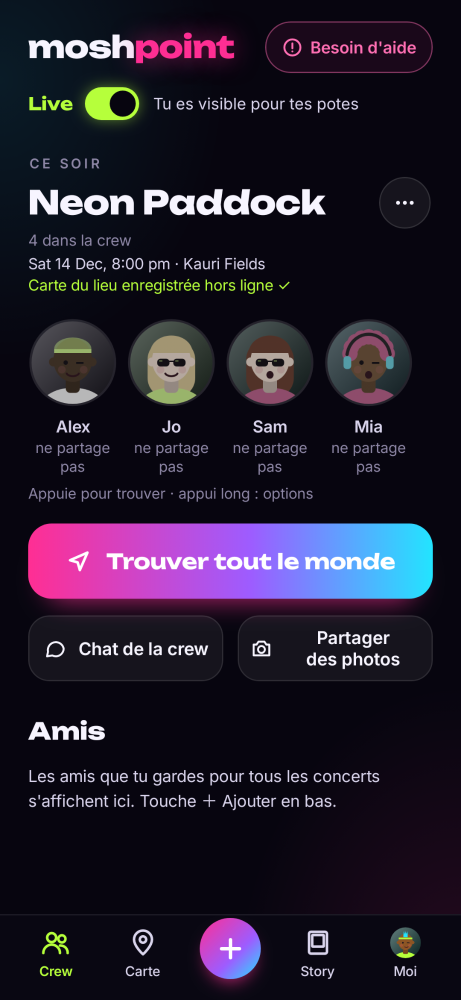 moshpoint
Besoin d'aide
Live
Tu es visible pour tes potes
CE SOIR
Neon Paddock
4 dans la crew
Sat 14 Dec, 8:00 pm · Kauri Fields
Carte du lieu enregistrée hors ligne ✓
Alex
ne partage
pas
Jo
ne partage
pas
Sam
ne partage
pas
Mia
ne partage
pas
Appuie pour trouver · appui long : options
Trouver tout le monde
Chat de la crew
Partager
des photos
Amis
Les amis que tu gardes pour tous les concerts
s'affichent ici. Touche + Ajouter en bas.
Crew
Carte
Story
Moi